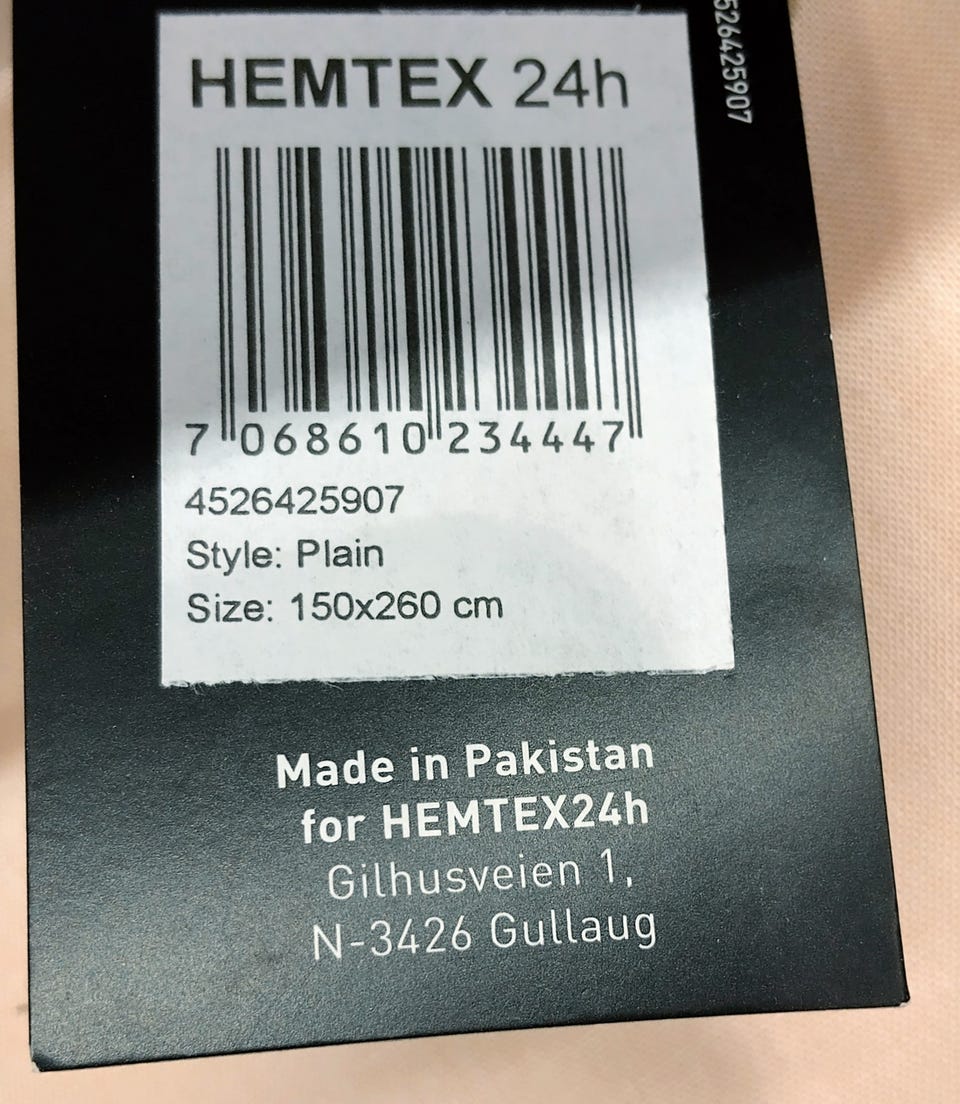 HEMTEX 24h
7 068610 234447
4526425907
Style: Plain
Size: 150x260 cm
Made in Pakistan
for HEMTEX24h
Gilhusveien 1,
N-3426 Gullaug
526425907